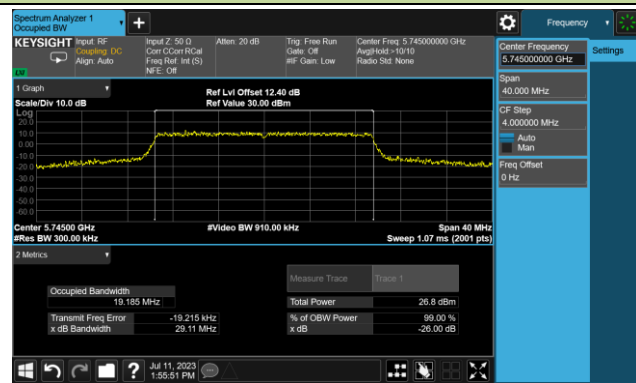 Spectrum Analyzer 1
Occupied BW
Frequency
KEYSIGHT
Input: RF
Coupling: DC
Align: Auto
Input Z: 50 Ω
Corr CCorr RCal
Freq Ref: Int (S)
NFE: Off
Atten: 20 dB
Trig: Free Run
Gate: Off
#IF Gain: Low
Center Freq: 5.745000000 GHz
Avg|Hold:>10/10
Radio Std: None
Center Frequency
5.745000000 GHz
Settings
Span
40.000 MHz
CF Step
4.000000 MHz
Auto
Man
Freq Offset
0 Hz
1 Graph
Scale/Div 10.0 dB
Ref Lvl Offset 12.40 dB
Ref Value 30.00 dBm
Log
20.0
10.0
0.00
-10.0
-20.0
-30.0
-40.0
-50.0
-60.0
Center 5.74500 GHz
#Res BW 300.00 kHz
#Video BW 910.00 kHz
Span 40 MHz
Sweep 1.07 ms (2001 pts)
2 Metrics
Measure Trace
Trace 1
Occupied Bandwidth
19.185 MHz
Total Power
26.8 dBm
Transmit Freq Error
-19.215 kHz
% of OBW Power
99.00 %
x dB Bandwidth
29.11 MHz
x dB
-26.00 dB
Jul 11, 2023
1:55:51 PM